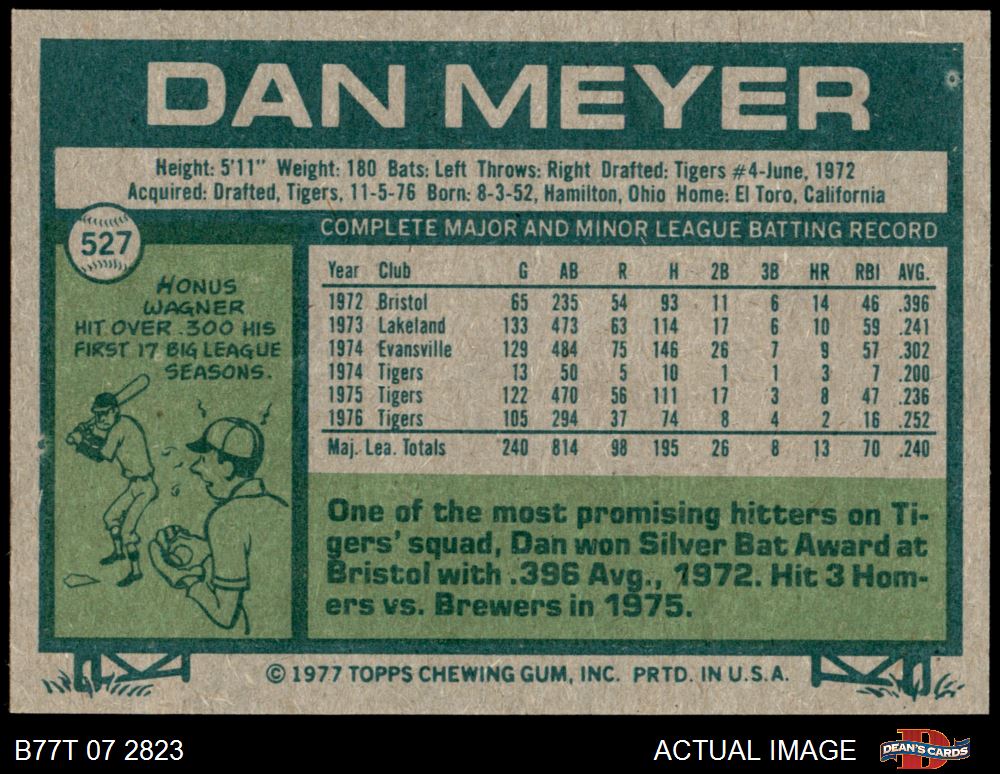 DAN MEYER
Height: 5'11" Weight: 180 Bats: Left Throws: Right Drafted: Tigers #4-June, 1972
Acquired: Drafted, Tigers, 11-5-76 Born: 8-3-52, Hamilton, Ohio Home: El Toro, California
527
HONUS
WAGNER
HIT OVER .300 HIS
FIRST 17 BIG LEAGUE
SEASONS.
COMPLETE MAJOR AND MINOR LEAGUE BATTING RECORD
Year Club G AB R H 2B 3B HR RBI AVG.
1972 Bristol 65 235 54 93 11 6 14 46 .396
1973 Lakeland 133 473 63 114 17 6 10 59 .241
1974 Evansville 129 484 75 146 26 7 9 57 .302
1974 Tigers 13 50 5 10 1 1 3 7 .200
1975 Tigers 122 470 56 111 17 3 8 47 .236
1976 Tigers 105 294 37 74 8 4 2 16 .252
Maj. Lea. Totals 240 814 98 195 26 8 13 70 .240
One of the most promising hitters on Ti-
gers' squad, Dan won Silver Bat Award at
Bristol with .396 Avg., 1972. Hit 3 Hom-
ers vs. Brewers in 1975.
© 1977 TOPPS CHEWING GUM, INC. PRTD. IN U.S.A.
B77T 07 2823
ACTUAL IMAGE
DEAN'S CARDS